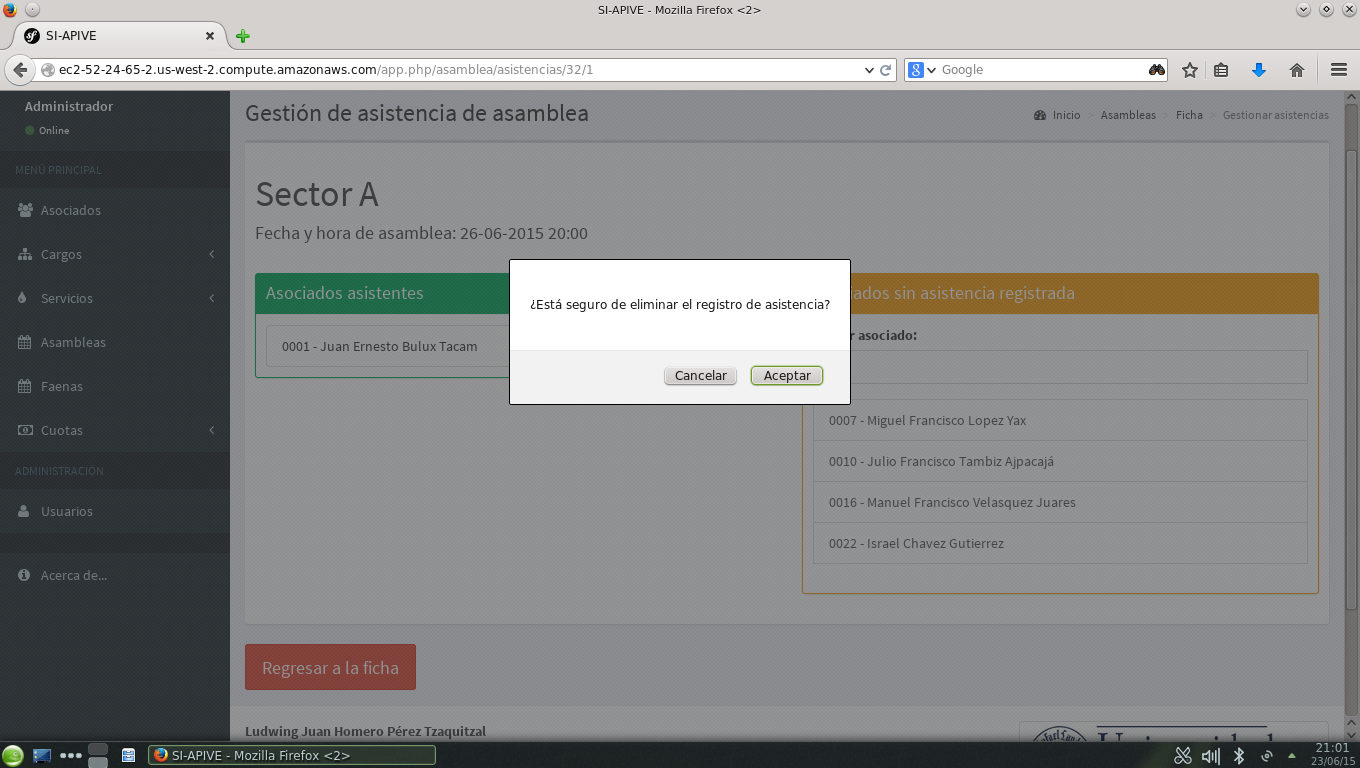 SI-APIVE - Mozilla Firefox <2>
SI-APIVE
ec2-52-24-65-2.us-west-2.compute.amazonaws.com/app.php/asamblea/asistencias/32/1
Google
Administrador
Online
Gestión de asistencia de asamblea
Inicio > Asambleas > Ficha > Gestionar asistencias
MENÚ PRINCIPAL
Asociados
Cargos
Servicios
Asambleas
Faenas
Cuotas
ADMINISTRACIÓN
Usuarios
Acerca de...
Sector A
Fecha y hora de asamblea: 26-06-2015 20:00
Asociados asistentes
0001 - Juan Ernesto Bulux Tacam
¿Está seguro de eliminar el registro de asistencia?
Cancelar
Aceptar
iados sin asistencia registrada
r asociado:
0007 - Miguel Francisco Lopez Yax
0010 - Julio Francisco Tambiz Ajpacajá
0016 - Manuel Francisco Velasquez Juares
0022 - Israel Chavez Gutierrez
Regresar a la ficha
Ludwing Juan Homero Pérez Tzaquitzal
SI-APIVE - Mozilla Firefox <2>
21:01
23/06/15